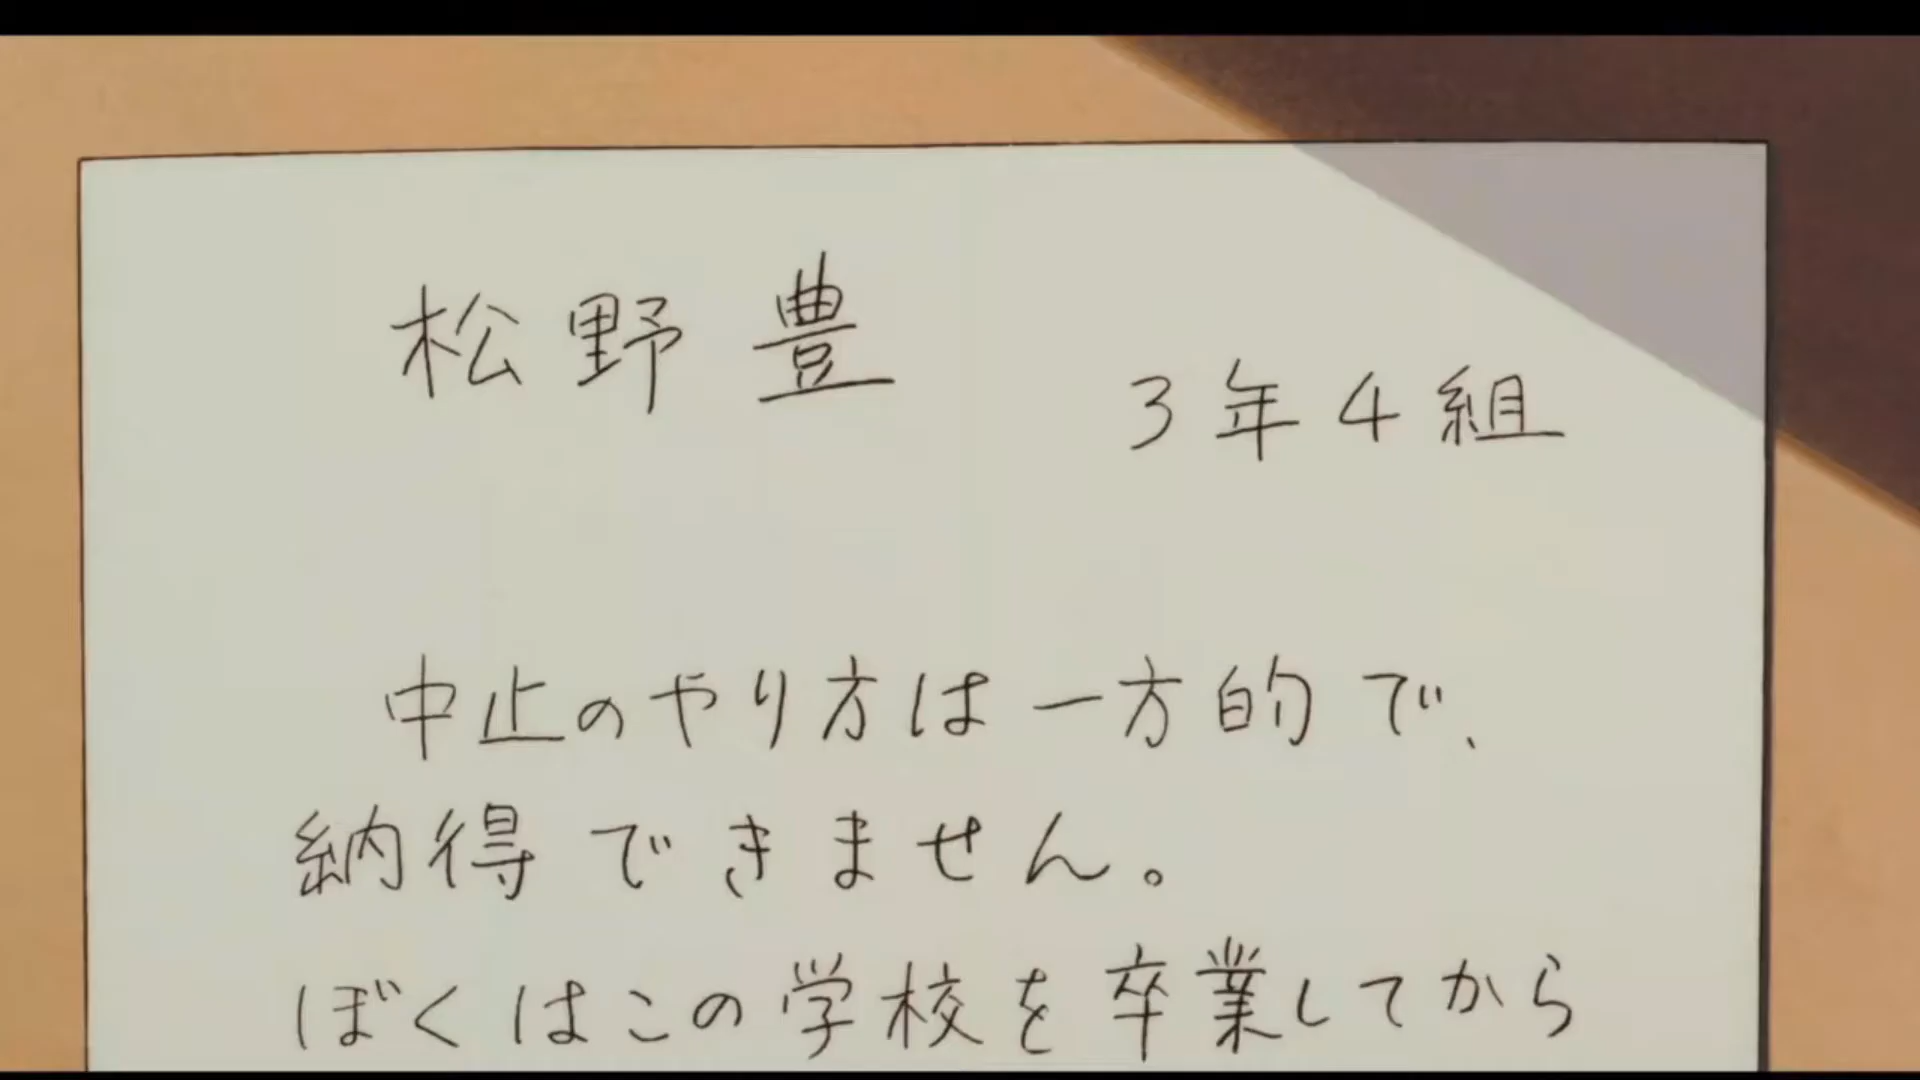 松野豊
3年4組
中止のやり方は一方的で、
納得できません。
ぼくはこの学校を卒業してから